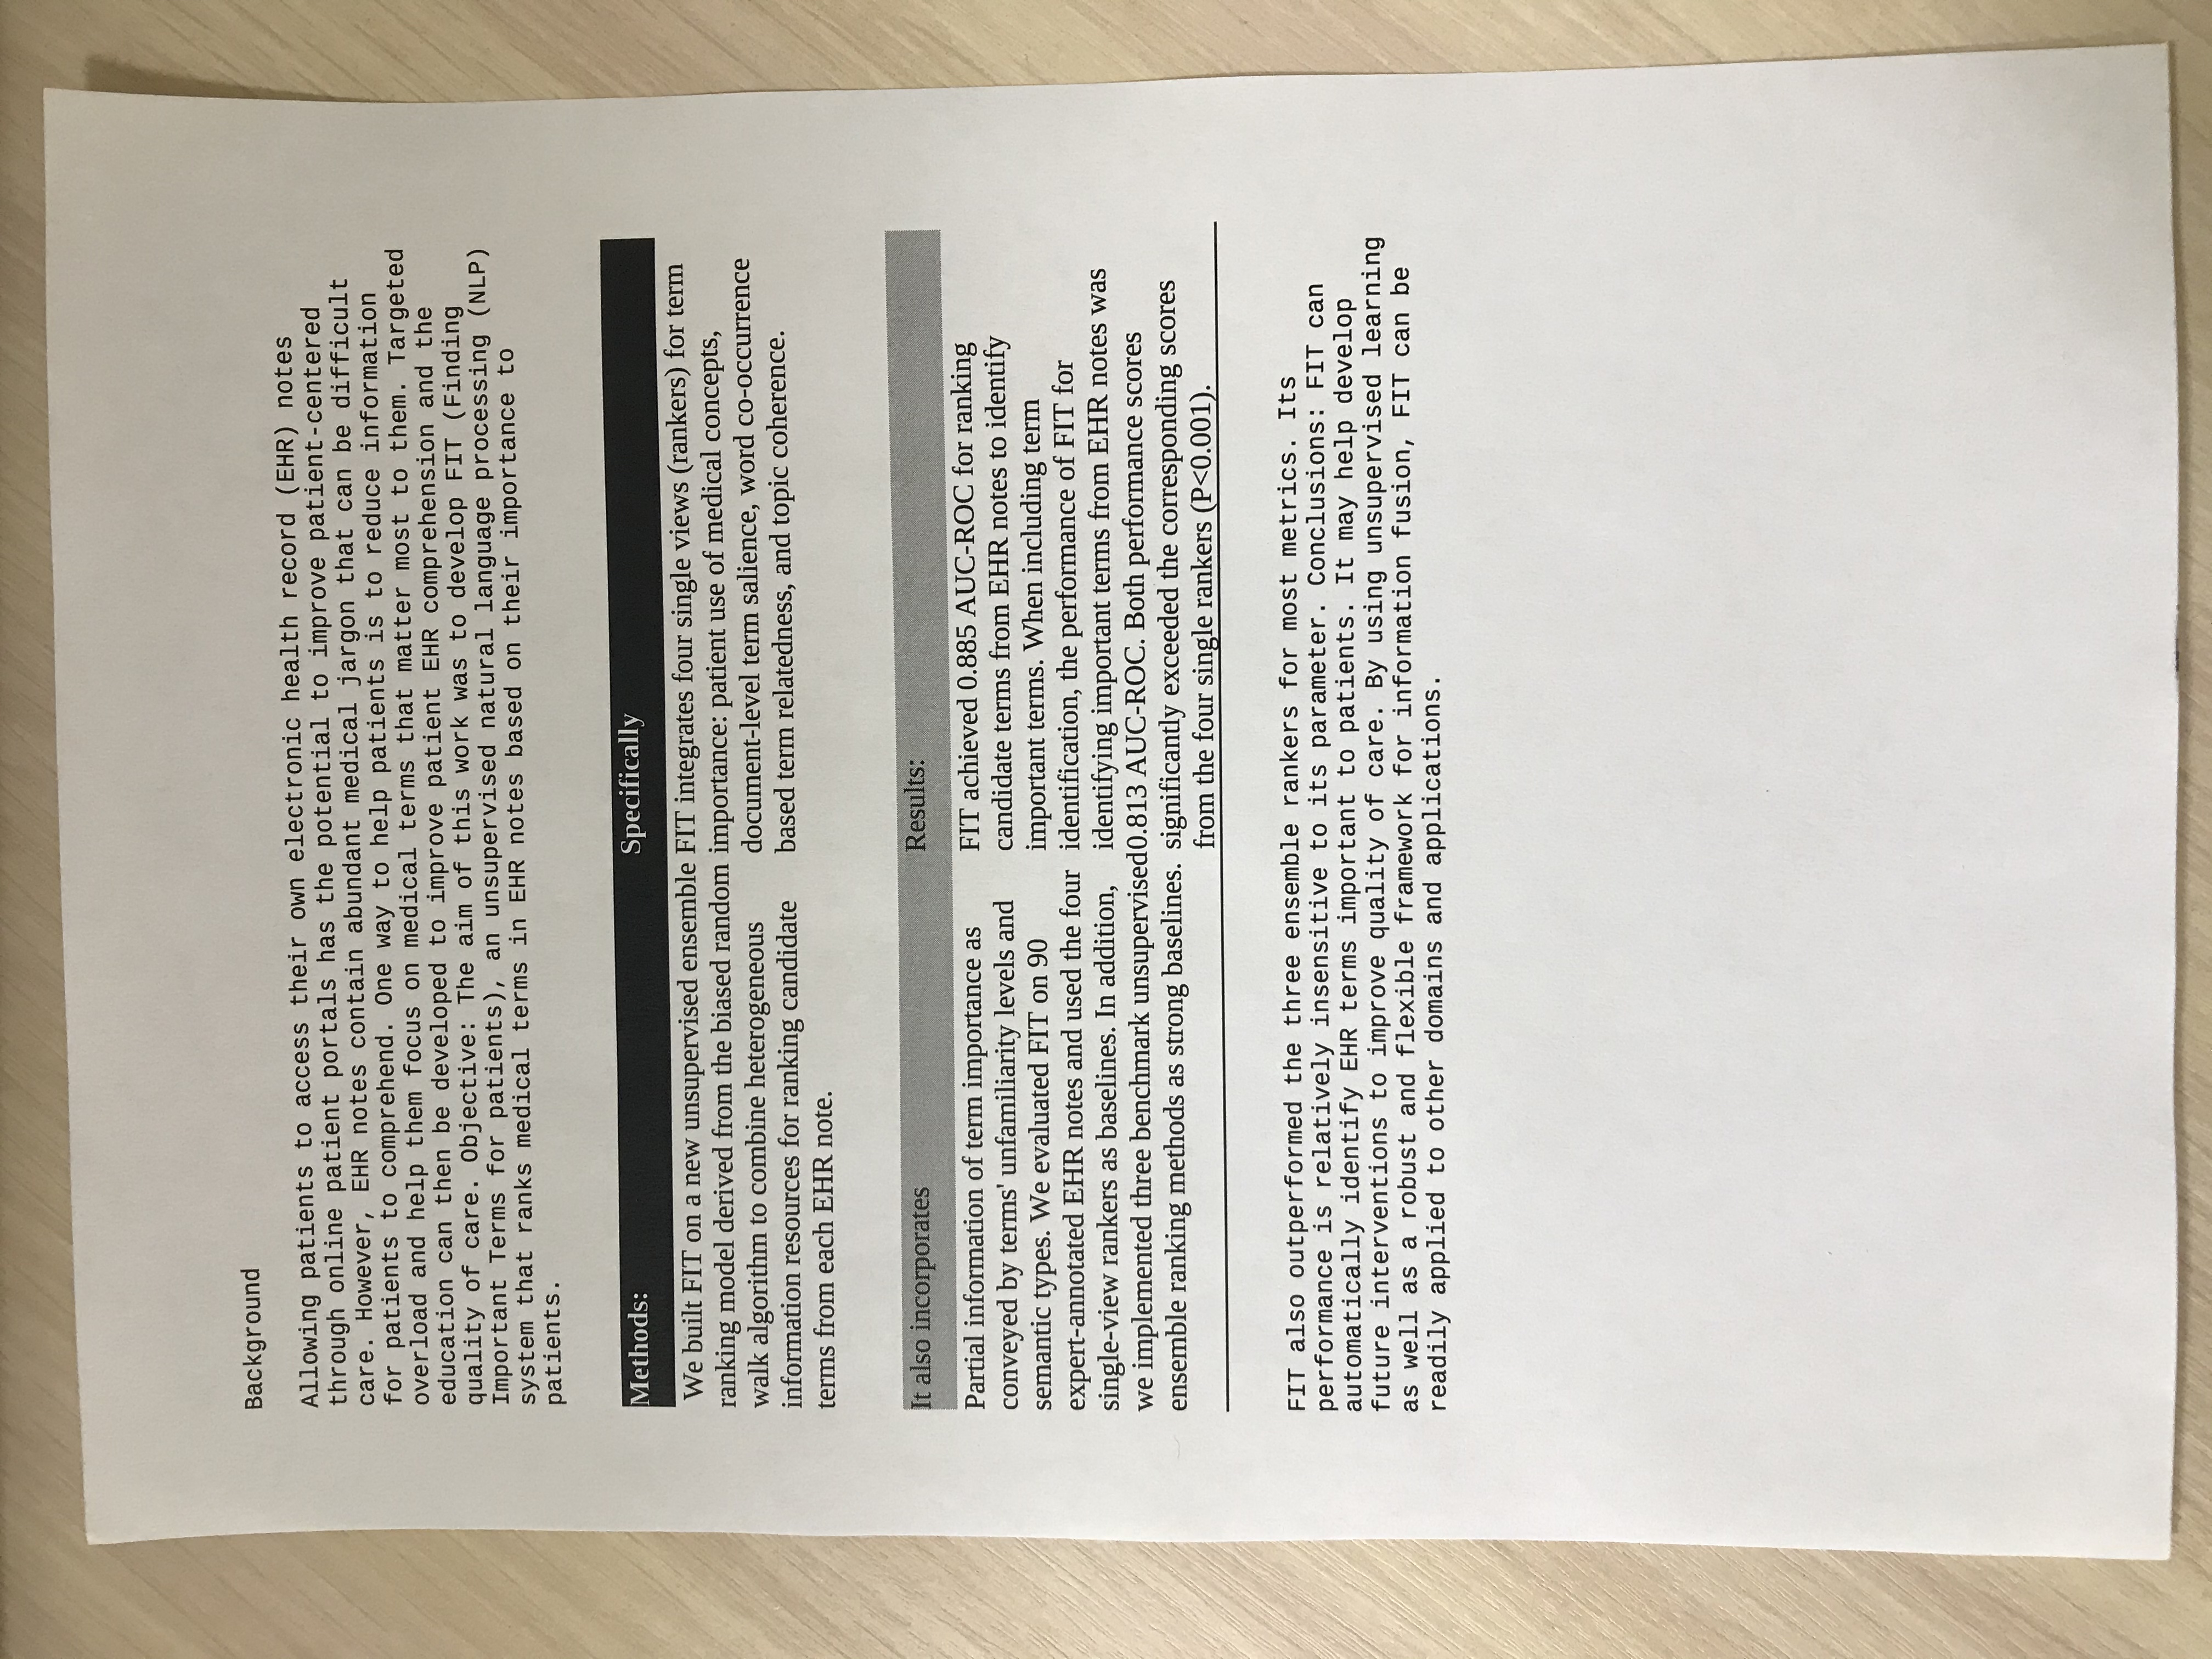 Background
Allowing patients to access their own electronic health record (EHR) notes
through online patient portals has the potential to improve patient-centered
care. However, EHR notes contain abundant medical jargon that can be difficult
for patients to comprehend. One way to help patients is to reduce information
overload and help them focus on medical terms that matter most to them. Targeted
education can then be developed to improve patient EHR comprehension and the
quality of care. Objective: The aim of this work was to develop FIT (Finding
Important Terms for patients), an unsupervised natural language processing (NLP)
system that ranks medical terms in EHR notes based on their importance to
patients.
Methods:
We built FIT on a new unsupervised ensemble
ranking model derived from the biased random
walk algorithm to combine heterogeneous
information resources for ranking candidate
terms from each EHR note.
Specifically
FIT integrates four single views (rankers) for term
importance: patient use of medical concepts,
document-level term salience, word co-occurrence
based term relatedness, and topic coherence.
It also incorporates
Partial information of term importance as
conveyed by terms' unfamiliarity levels and
semantic types. We evaluated FIT on 90
expert-annotated EHR notes and used the four
single-view rankers as baselines. In addition,
we implemented three benchmark unsupervised
ensemble ranking methods as strong baselines.
Results:
FIT achieved 0.885 AUC-ROC for ranking
candidate terms from EHR notes to identify
important terms. When including term
identification, the performance of FIT for
identifying important terms from EHR notes was
0.813 AUC-ROC. Both performance scores
significantly exceeded the corresponding scores
from the four single rankers (P<0.001).
FIT also outperformed the three ensemble rankers for most metrics. Its
performance is relatively insensitive to its parameter. Conclusions: FIT can
automatically identify EHR terms important to patients. It may help develop
future interventions to improve quality of care. By using unsupervised learning
as well as a robust and flexible framework for information fusion, FIT can be
readily applied to other domains and applications.